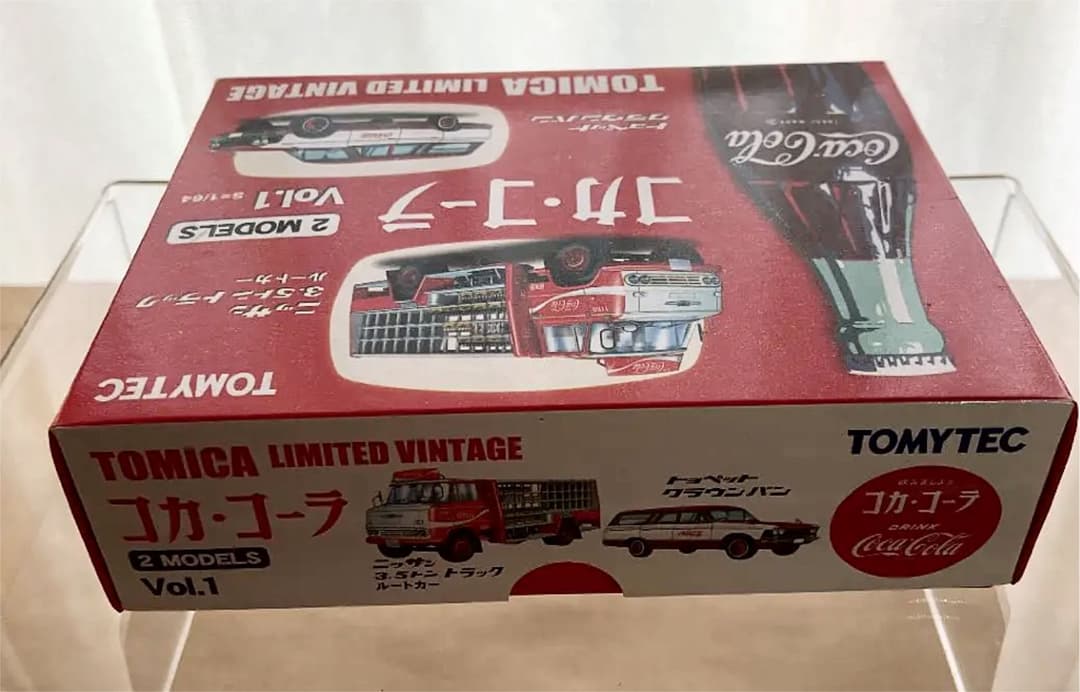 TOMICA LIMITED VINTAGE
トヨペット
クラウンバン
コカ・コーラ
Vol.1 S=1/64
2 MODELS
Coca-Cola
ニッサン
3.5トン トラック
ルートカー
TOMYTEC
TOMICA LIMITED VINTAGE
コカ・コーラ
2 MODELS
Vol.1
ニッサン
3.5トン トラック
ルートカー
トヨペット
クラウンバン
TOMYTEC
コカ・コーラ
DRINK
Coca-Cola